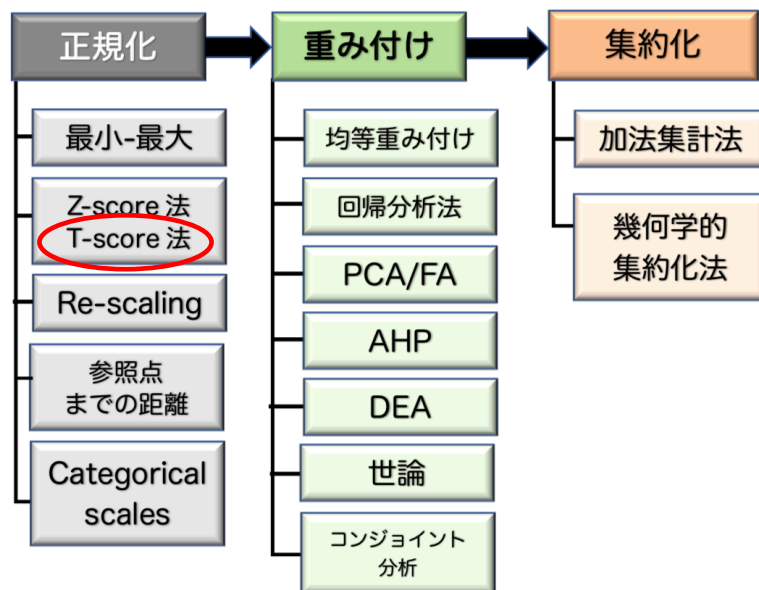 正規化
重み付け
集約化
最小-最大
Z-score 法
T-score 法
Re-scaling
参照点
までの距離
Categorical
scales
均等重み付け
回帰分析法
PCA/FA
AHP
DEA
世論
コンジョイント
分析
加法集計法
幾何学的
集約化法